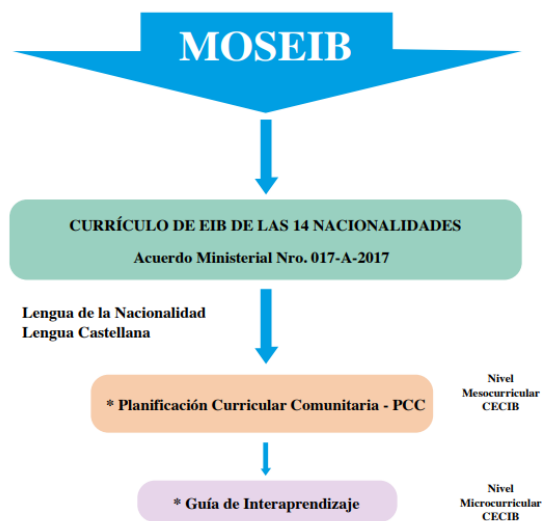 MOSEIB
CURRÍCULO DE EIB DE LAS 14 NACIONALIDADES
Acuerdo Ministerial Nro. 017-A-2017
Lengua de la Nacionalidad
Lengua Castellana
* Planificación Curricular Comunitaria - PCC
Nivel
Mesocurricular
CECIB
* Guía de Interaprendizaje
Nivel
Microcurricular
CECIB